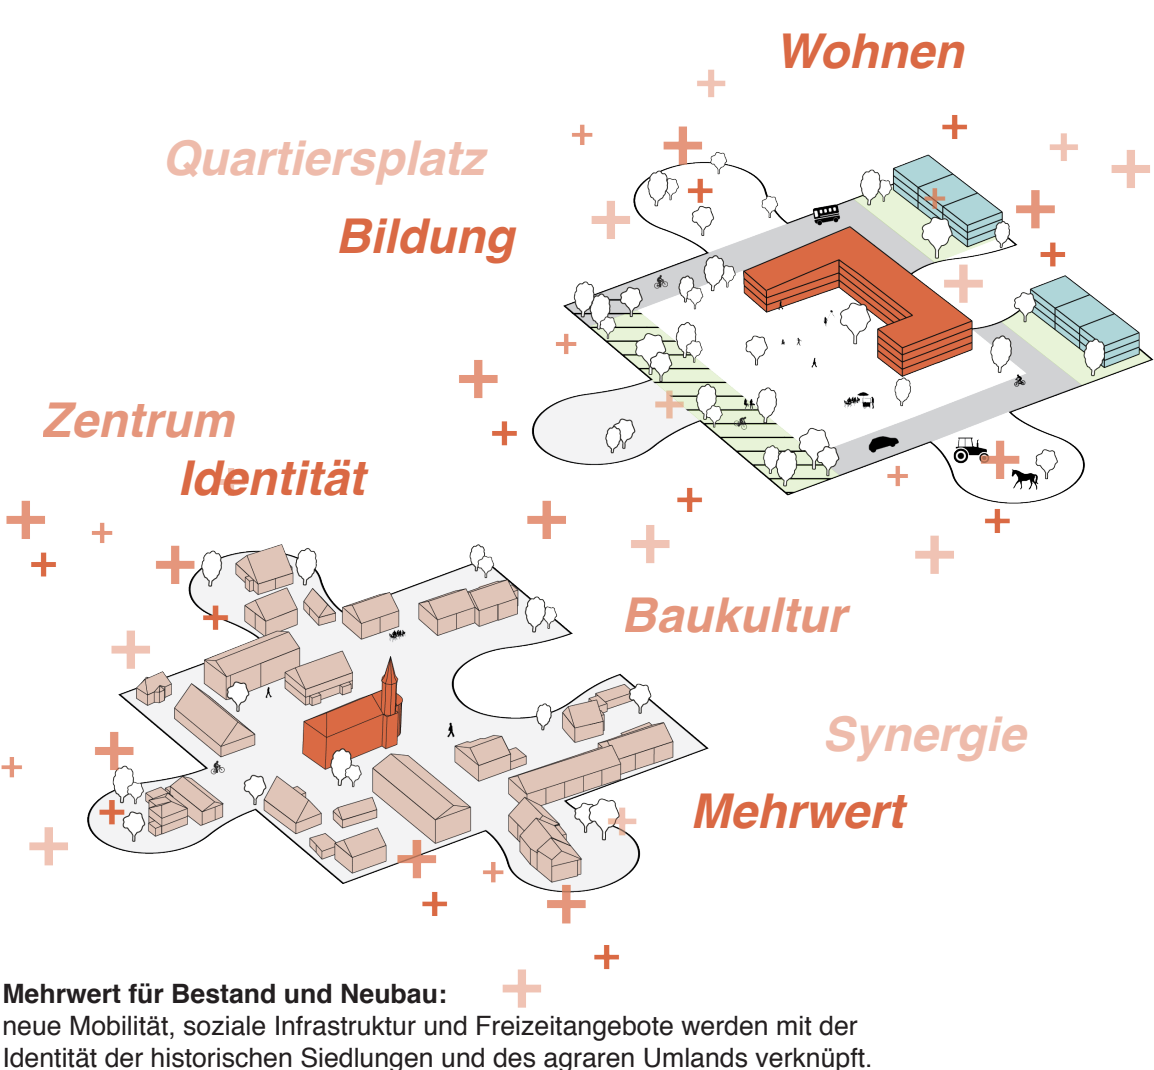 Wohnen
Quartiersplatz
Bildung
Zentrum
Identität
Baukultur
Synergie
Mehrwert
Mehrwert für Bestand und Neubau:
neue Mobilität, soziale Infrastruktur und Freizeitangebote werden mit der
Identität der historischen Siedlungen und des agraren Umlands verknüpft.